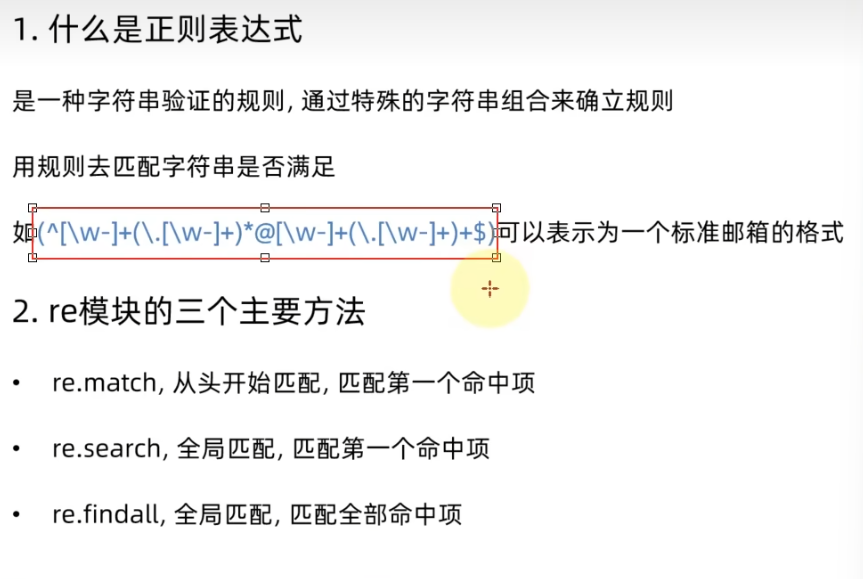 1. 什么是正则表达式
是一种字符串验证的规则, 通过特殊的字符串组合来确立规则
用规则去匹配字符串是否满足
如(^[\w-]+(\.[\w-]+)*@[\w-]+(\.[\w-]+)+$)可以表示为一个标准邮箱的格式
2. re模块的三个主要方法
• re.match, 从头开始匹配, 匹配第一个命中项
• re.search, 全局匹配, 匹配第一个命中项
• re.findall, 全局匹配, 匹配全部命中项